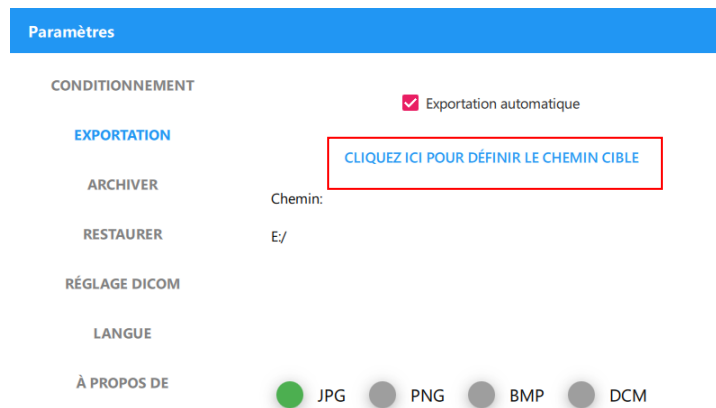 Paramètres
CONDITIONNEMENT
EXPORTATION
ARCHIVER
RESTAURER
RÉGLAGE DICOM
LANGUE
À PROPOS DE
Exportation automatique
CLIQUEZ ICI POUR DÉFINIR LE CHEMIN CIBLE
Chemin:
E:/
JPG PNG BMP DCM